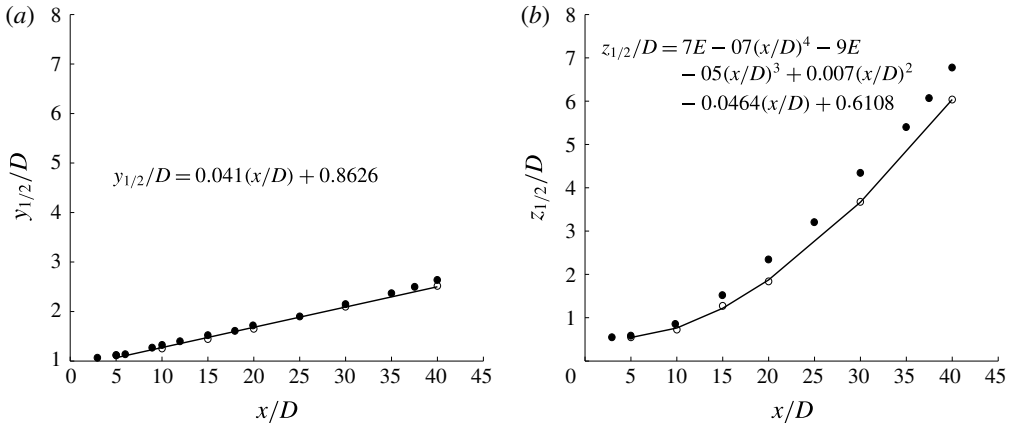 (a)
8
7
6
5
4
3
2
1
y1/2/D
y1/2/D = 0.041(x/D) + 0.8626
0 5 10 15 20 25 30 35 40 45
x/D
(b)
8
7
6
5
4
3
2
1
0
z1/2/D
z1/2/D = 7E − 07(x/D)^4 − 9E
− 05(x/D)^3 + 0.007(x/D)^2
− 0.0464(x/D) + 0.6108
5 10 15 20 25 30 35 40 45
x/D